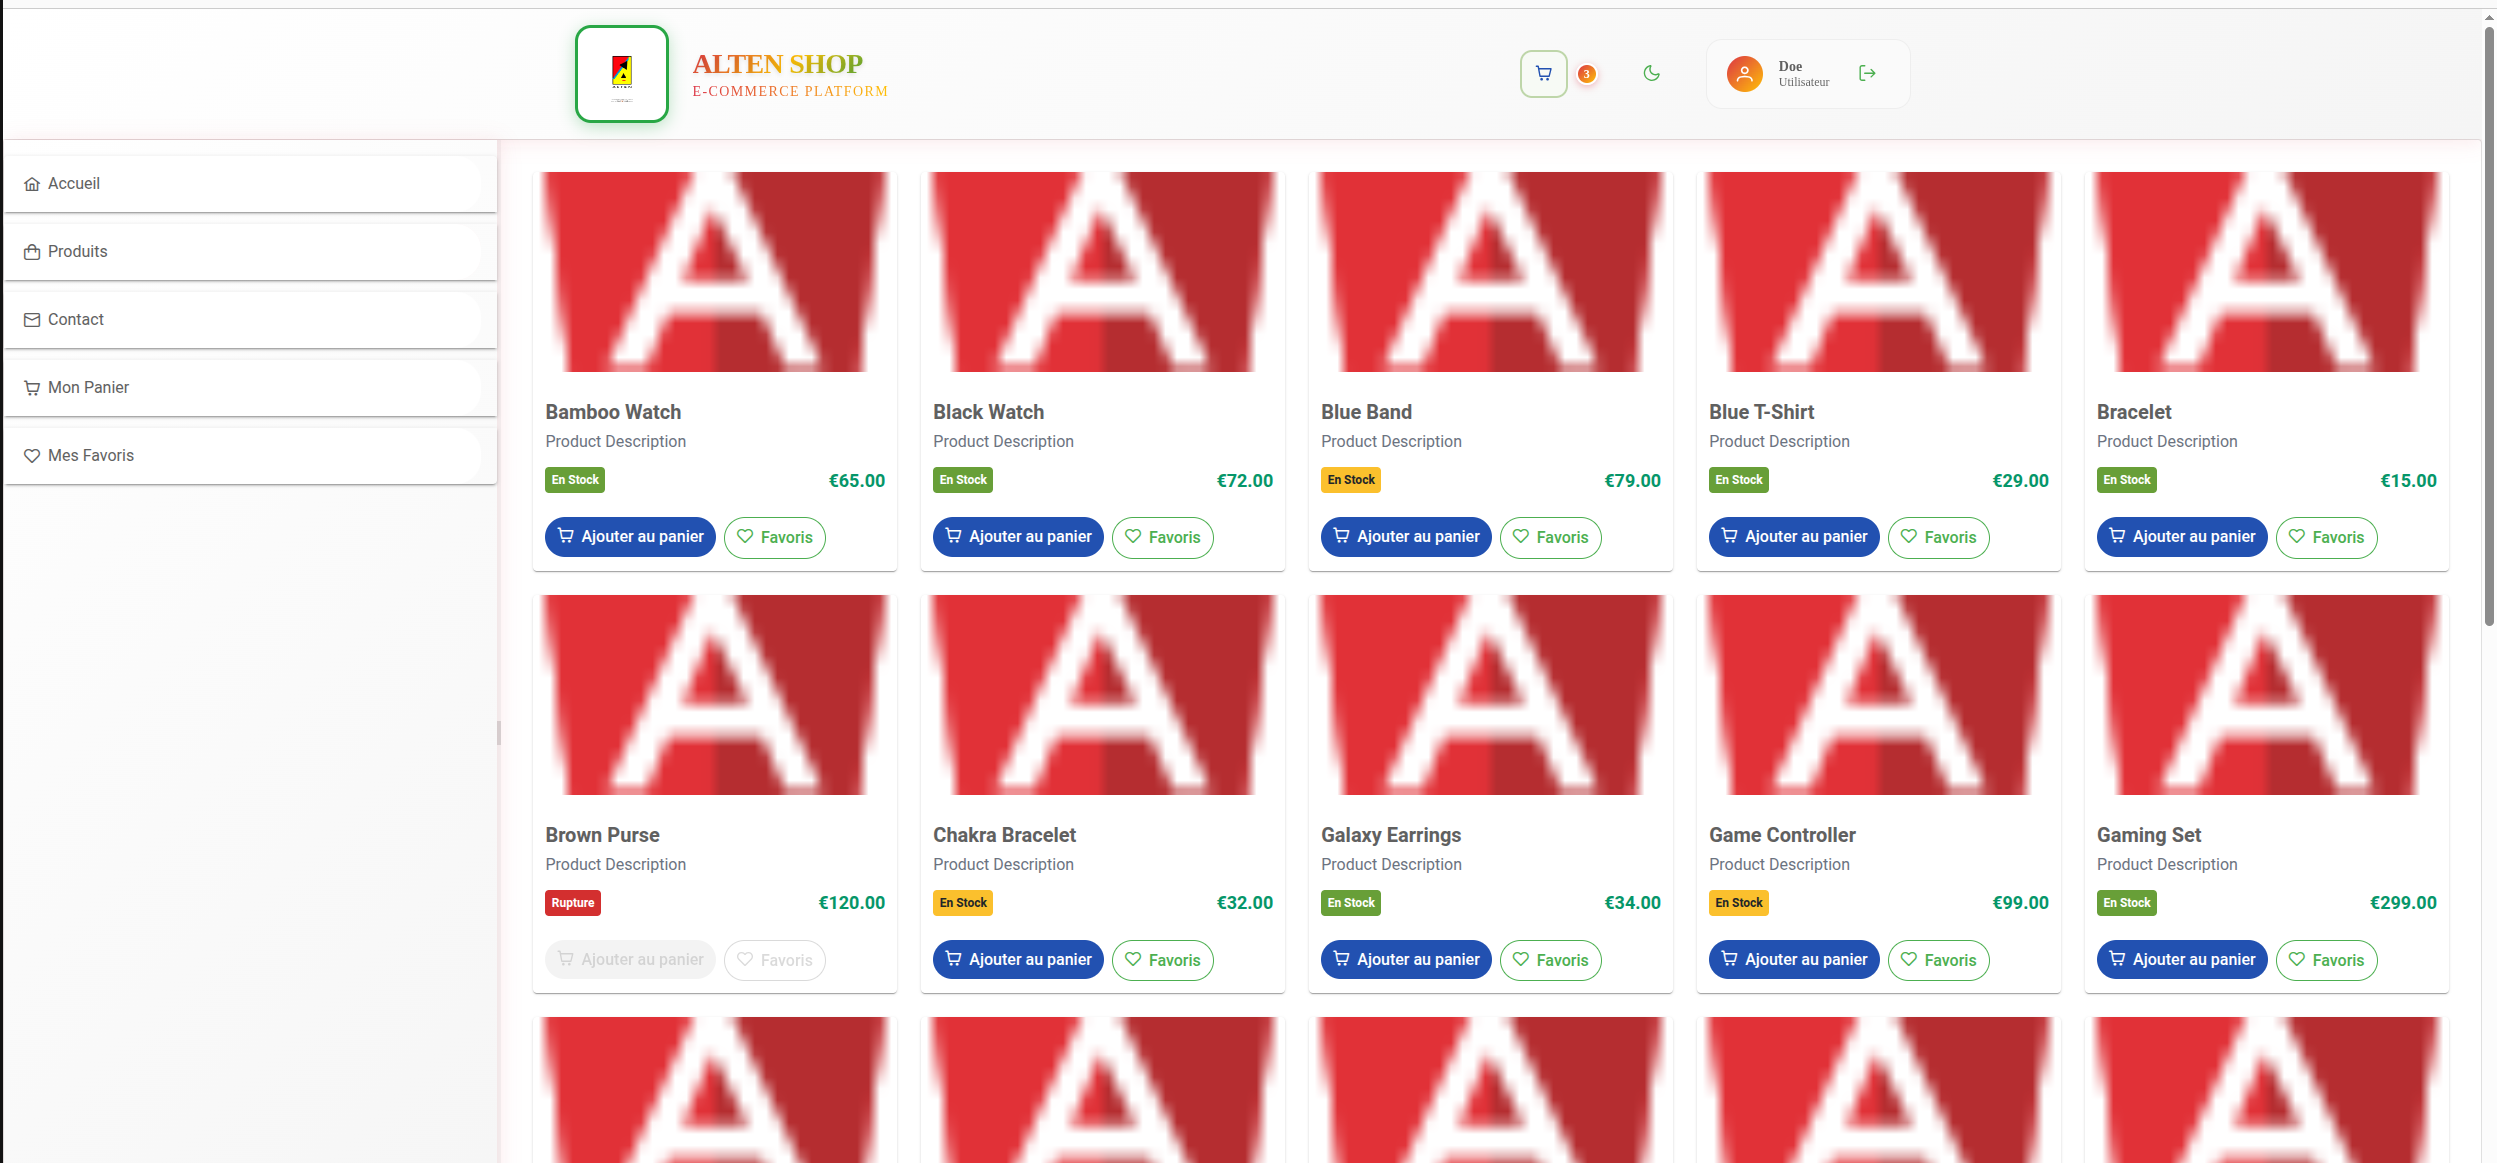 ALTEN SHOP
E-COMMERCE PLATFORM
3
Doe
Utilisateur
Accueil
Produits
Contact
Mon Panier
Mes Favoris
Bamboo Watch
Product Description
En Stock €65.00
Ajouter au panier Favoris
Black Watch
Product Description
En Stock €72.00
Ajouter au panier Favoris
Blue Band
Product Description
En Stock €79.00
Ajouter au panier Favoris
Blue T-Shirt
Product Description
En Stock €29.00
Ajouter au panier Favoris
Bracelet
Product Description
En Stock €15.00
Ajouter au panier Favoris
Brown Purse
Product Description
Rupture €120.00
Ajouter au panier Favoris
Chakra Bracelet
Product Description
En Stock €32.00
Ajouter au panier Favoris
Galaxy Earrings
Product Description
En Stock €34.00
Ajouter au panier Favoris
Game Controller
Product Description
En Stock €99.00
Ajouter au panier Favoris
Gaming Set
Product Description
En Stock €299.00
Ajouter au panier Favoris